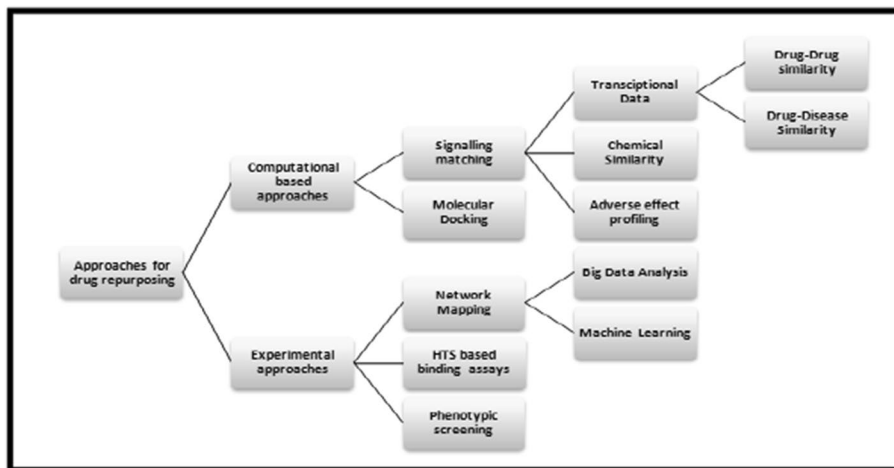 Approaches for
drug repurposing
Computational
based
approaches
Signalling
matching
Transciptional
Data
Drug-Drug
similarity
Drug-Disease
Similarity
Chemical
Similarity
Adverse effect
profiling
Molecular
Docking
Experimental
approaches
Network
Mapping
Big Data Analysis
Machine Learning
HTS based
binding assays
Phenotypic
screening